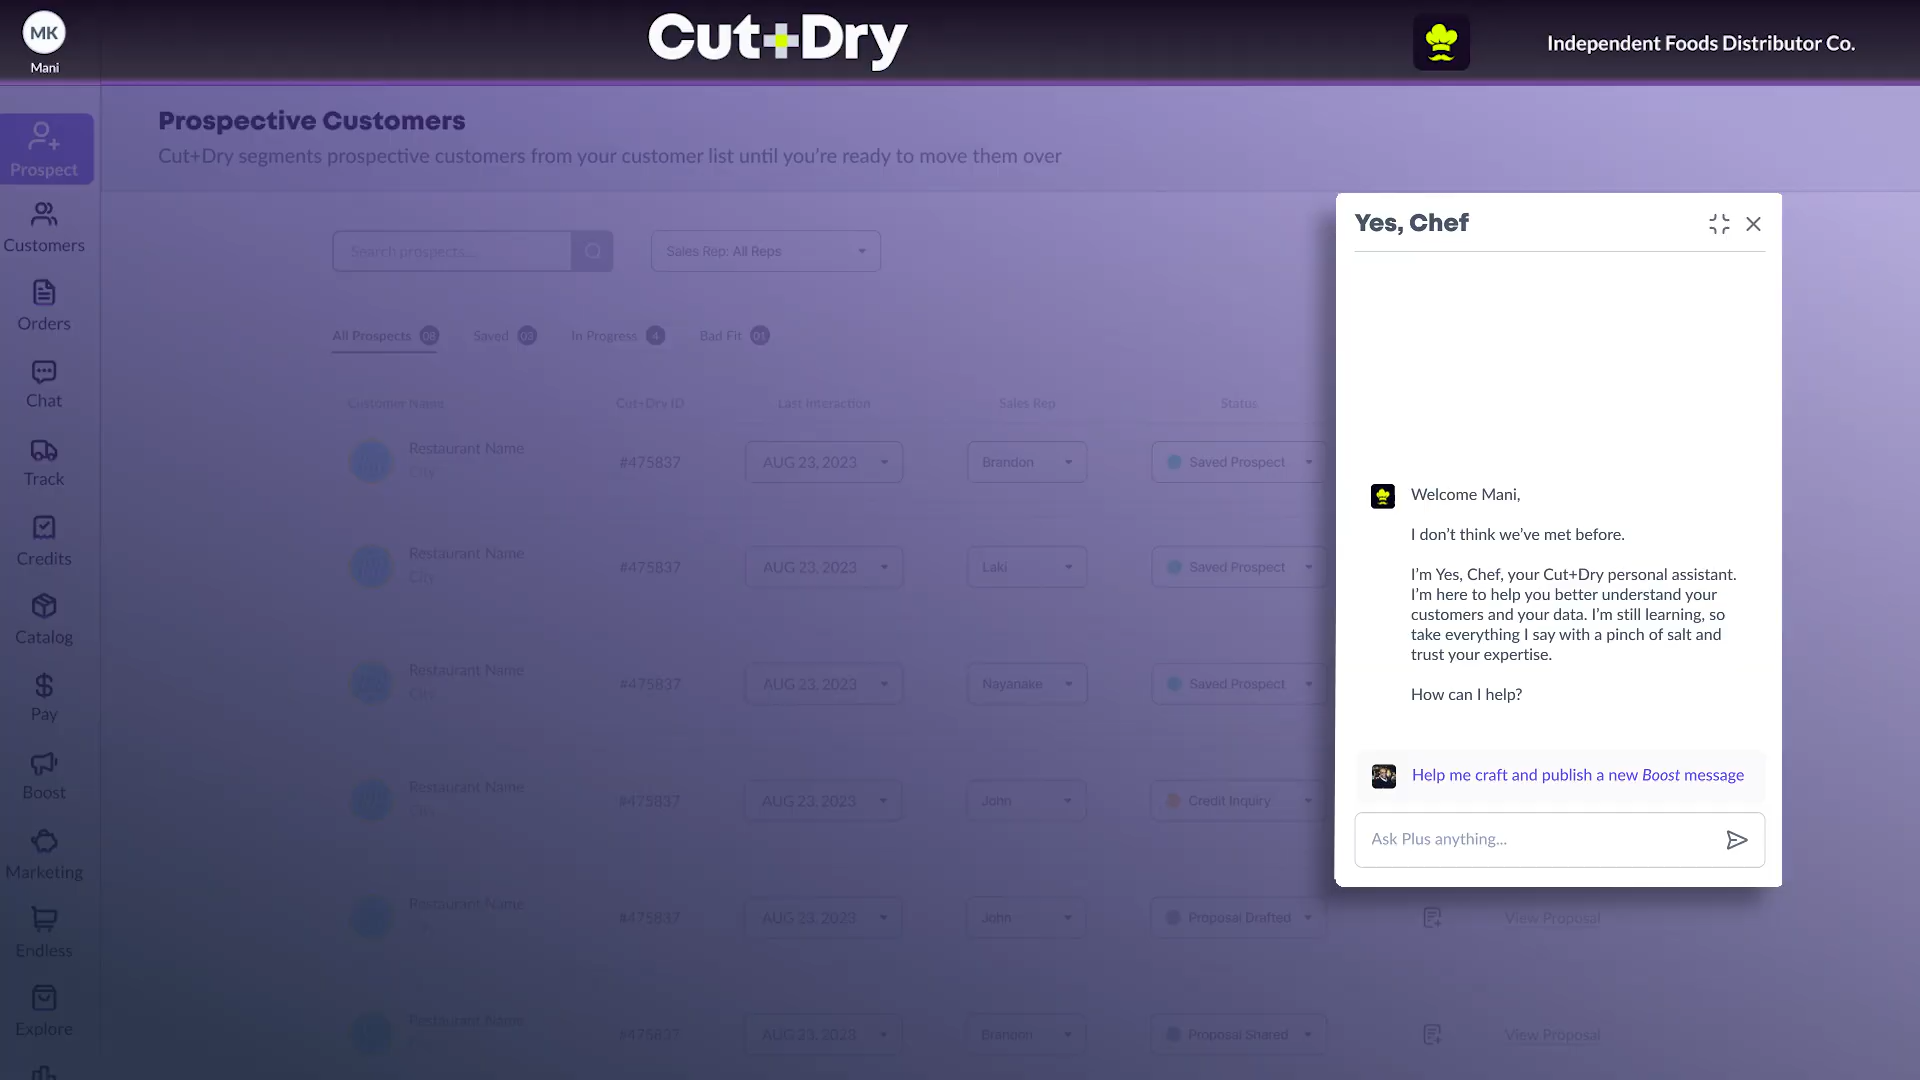 MK
Mani
Cut+Dry
Independent Foods Distributor Co.
Prospective Customers
Cut+Dry segments prospective customers from your customer list until you’re ready to move them over
Prospect
Customers
Orders
Chat
Track
Credits
Catalog
Pay
Boost
Marketing
Endless
Explore
Search prospects...
Sales Rep: All Reps
All Prospects 08 Saved 03 In Progress 4 Bad Fit 01
Customer Name Cut+Dry ID Last Interaction Sales Rep Status
Restaurant Name
City
#475837 AUG 23, 2023 Brandon Saved Prospect
Restaurant Name
City
#475837 AUG 23, 2023 Laki Saved Prospect
Restaurant Name
City
#475837 AUG 23, 2023 Nayanake Saved Prospect
Restaurant Name
City
#475837 AUG 23, 2023 John Credit Inquiry
Restaurant Name
#475837 AUG 23, 2023 John Proposal Drafted View Proposal
Restaurant Name
#475837 AUG 23, 2023 Brandon Proposal Shared View Proposal
Yes, Chef
Welcome Mani,
I don’t think we’ve met before.
I’m Yes, Chef, your Cut+Dry personal assistant.
I’m here to help you better understand your
customers and your data. I’m still learning, so
take everything I say with a pinch of salt and
trust your expertise.
How can I help?
Help me craft and publish a new Boost message
Ask Plus anything...